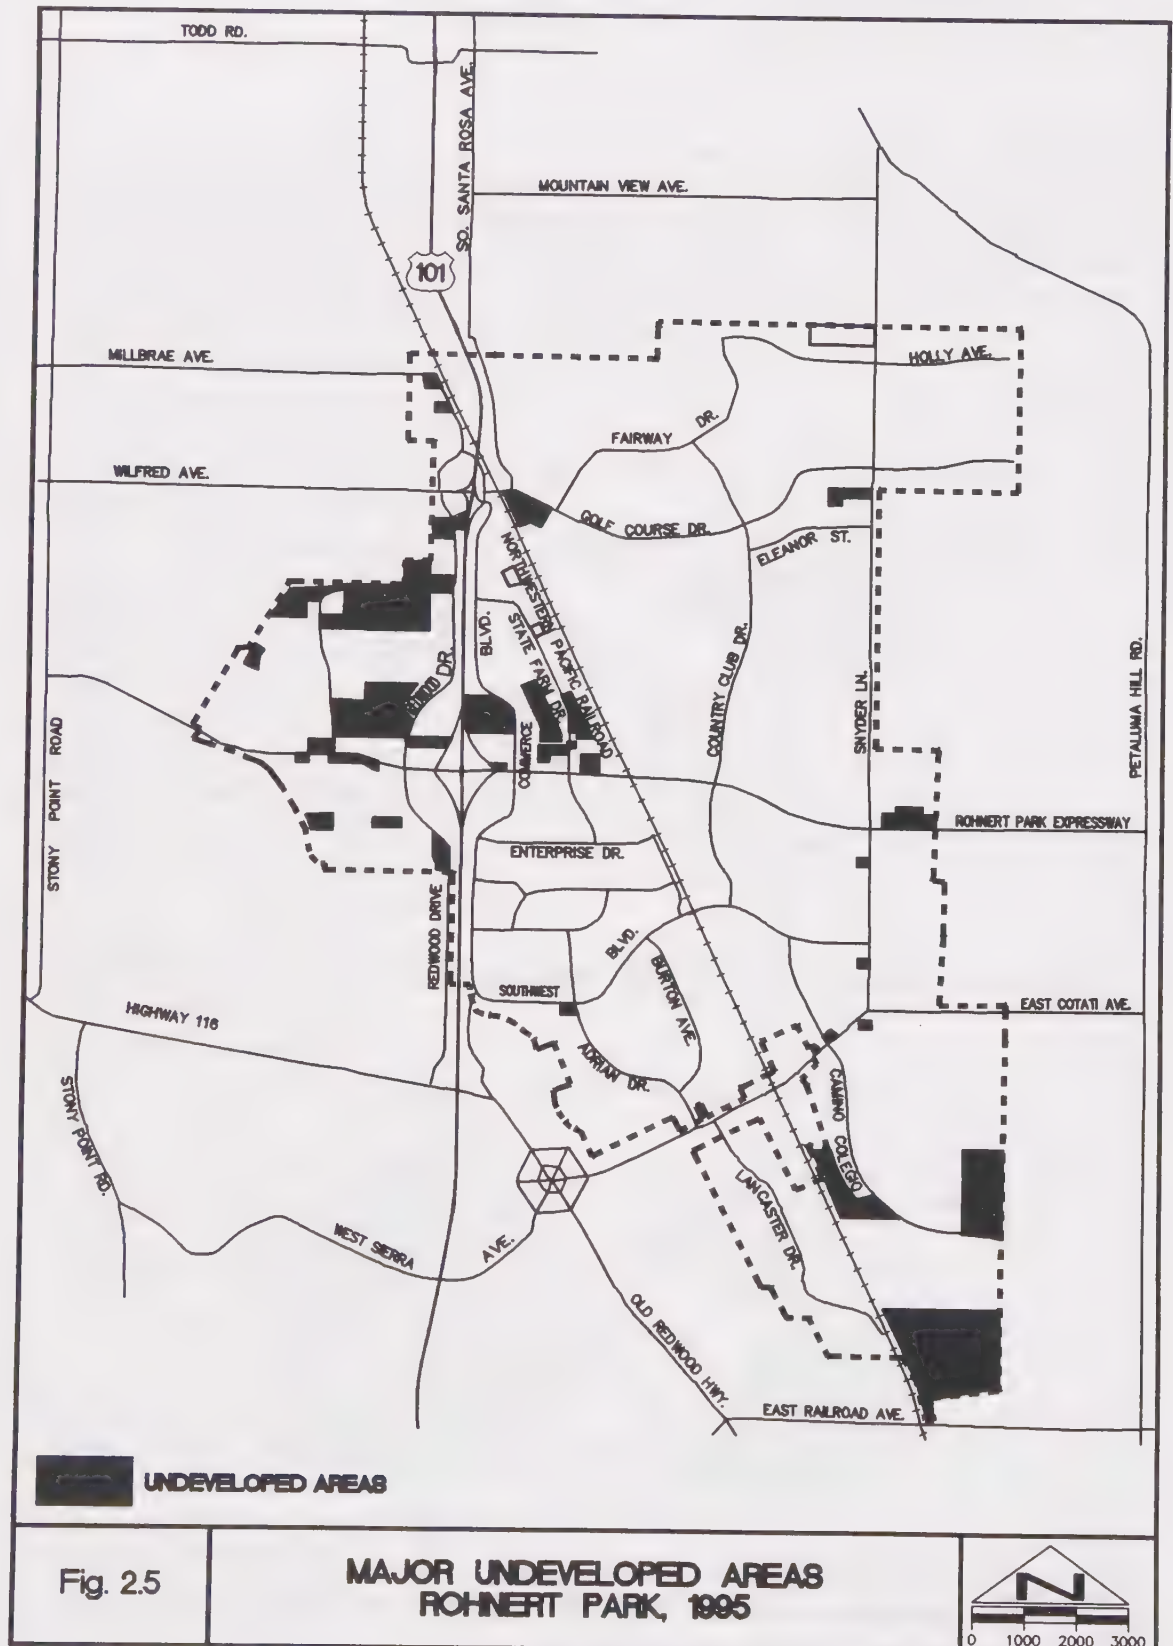 TODD RD.
SO. SANTA ROSA AVE.
MOUNTAIN VIEW AVE.
101
MILLBRAE AVE.
HOLLY AVE.
FAIRWAY DR.
WILFRED AVE.
GOLF COURSE DR.
ELEANOR ST.
NORTHWESTERN PACIFIC RAILROAD
STATE FARM DR.
COMMERCE BLVD.
REDWOOD DR.
COUNTRY CLUB DR.
SNYDER LN.
PETALUMA HILL RD.
STONY POINT ROAD
ROHNERT PARK EXPRESSWAY
ENTERPRISE DR.
REDWOOD DRIVE
SOUTHWEST BLVD.
BURTON AVE.
EAST COTATI AVE.
HIGHWAY 116
ADRIAN DR.
STONY POINT RD.
CAMINO COLEGIO
LANCASTER DR.
WEST SIERRA AVE.
OLD REDWOOD HWY.
EAST RAILROAD AVE.
UNDEVELOPED AREAS
Fig. 2.5
MAJOR UNDEVELOPED AREAS
ROHNERT PARK, 1995
N
0 1000 2000 3000